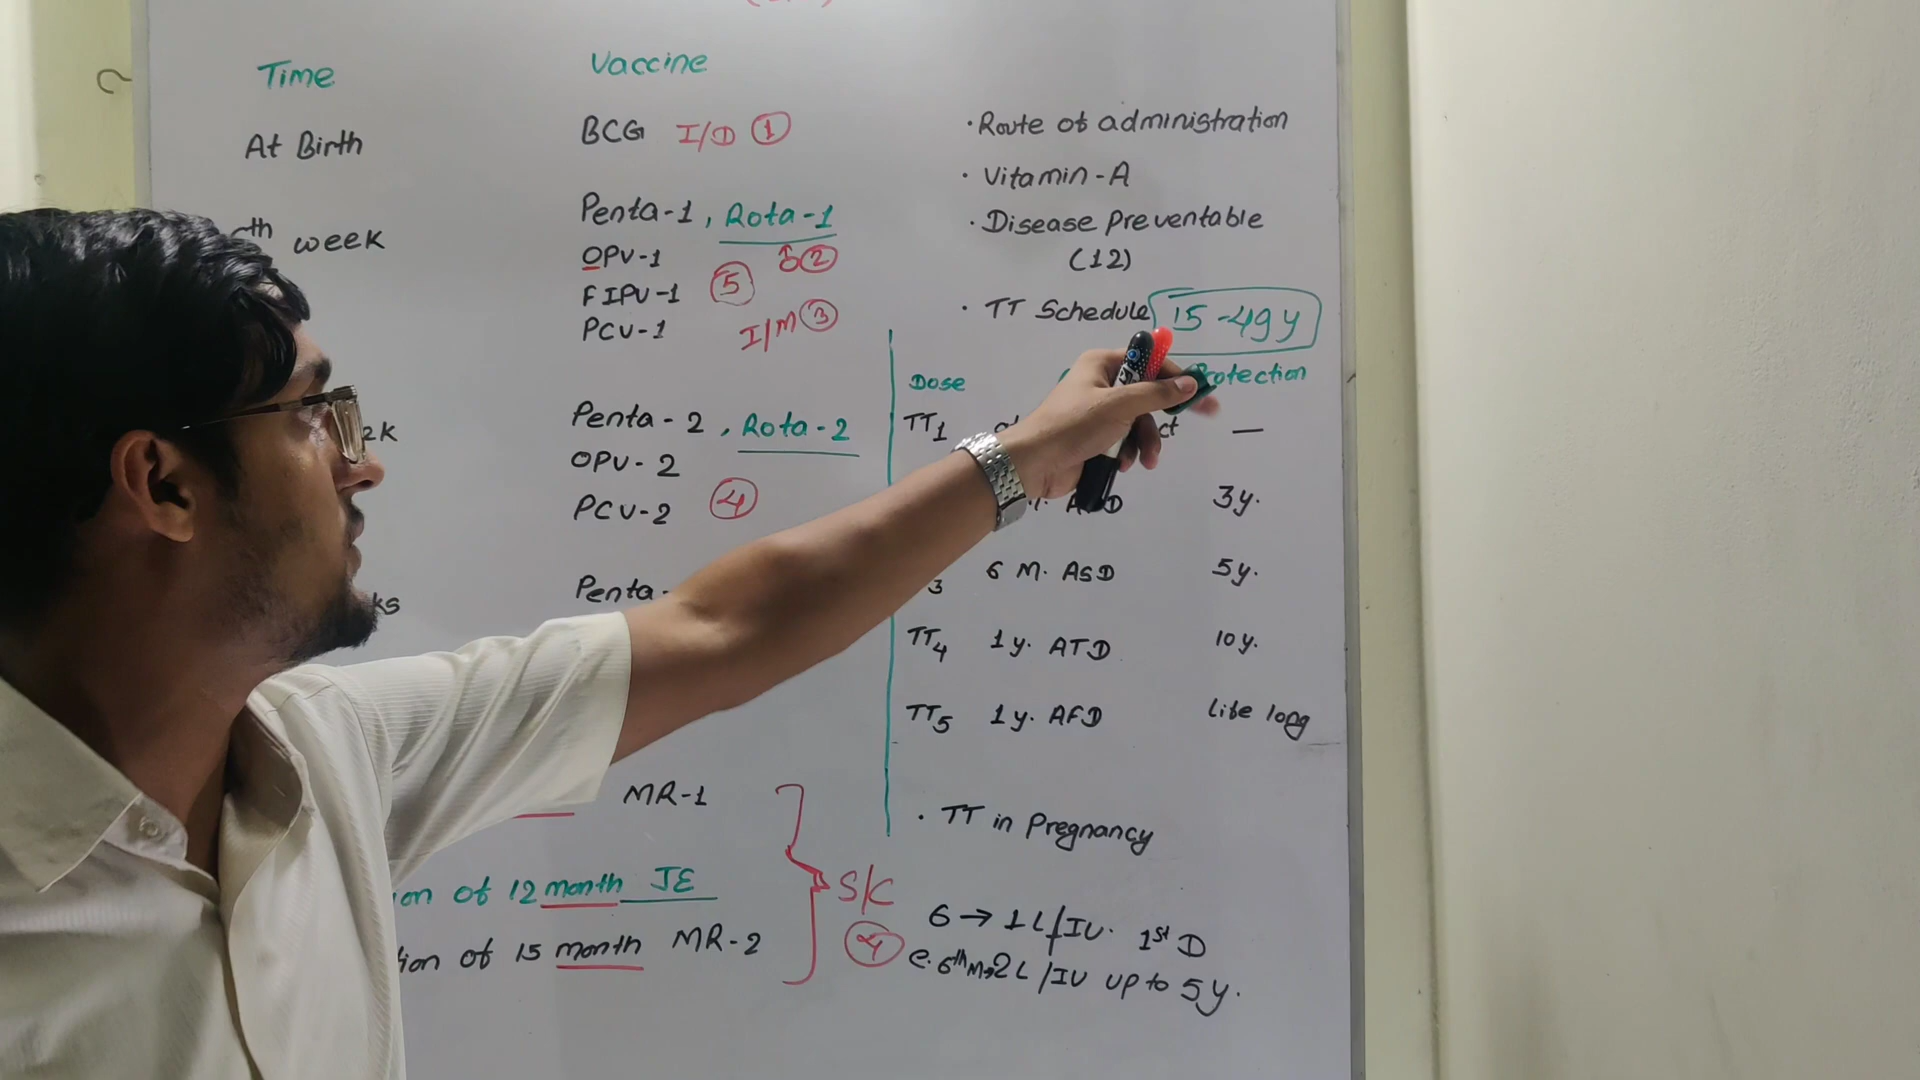 Time
Vaccine
At Birth
BCG I/D 1
week
Penta-1, Rota-1
OPV-1 2
FIPV-1 5
PCV-1 I/M 3
Penta-2, Rota-2
OPV-2
PCV-2 4
Penta-
MR-1
of 12 month JE
of 15 month MR-2
S/C
4
• Route of administration
• Vitamin-A
• Disease Preventable
(12)
• TT Schedule 15-49y
Dose Protection
TT1 —
3y.
3 6 M. ASD 5y.
TT4 1y. ATD 10y.
TT5 1y. AFD Life long
• TT in Pregnancy
6 → 1L/IU. 1st D
e. 6th M→2L/IU up to 5y.